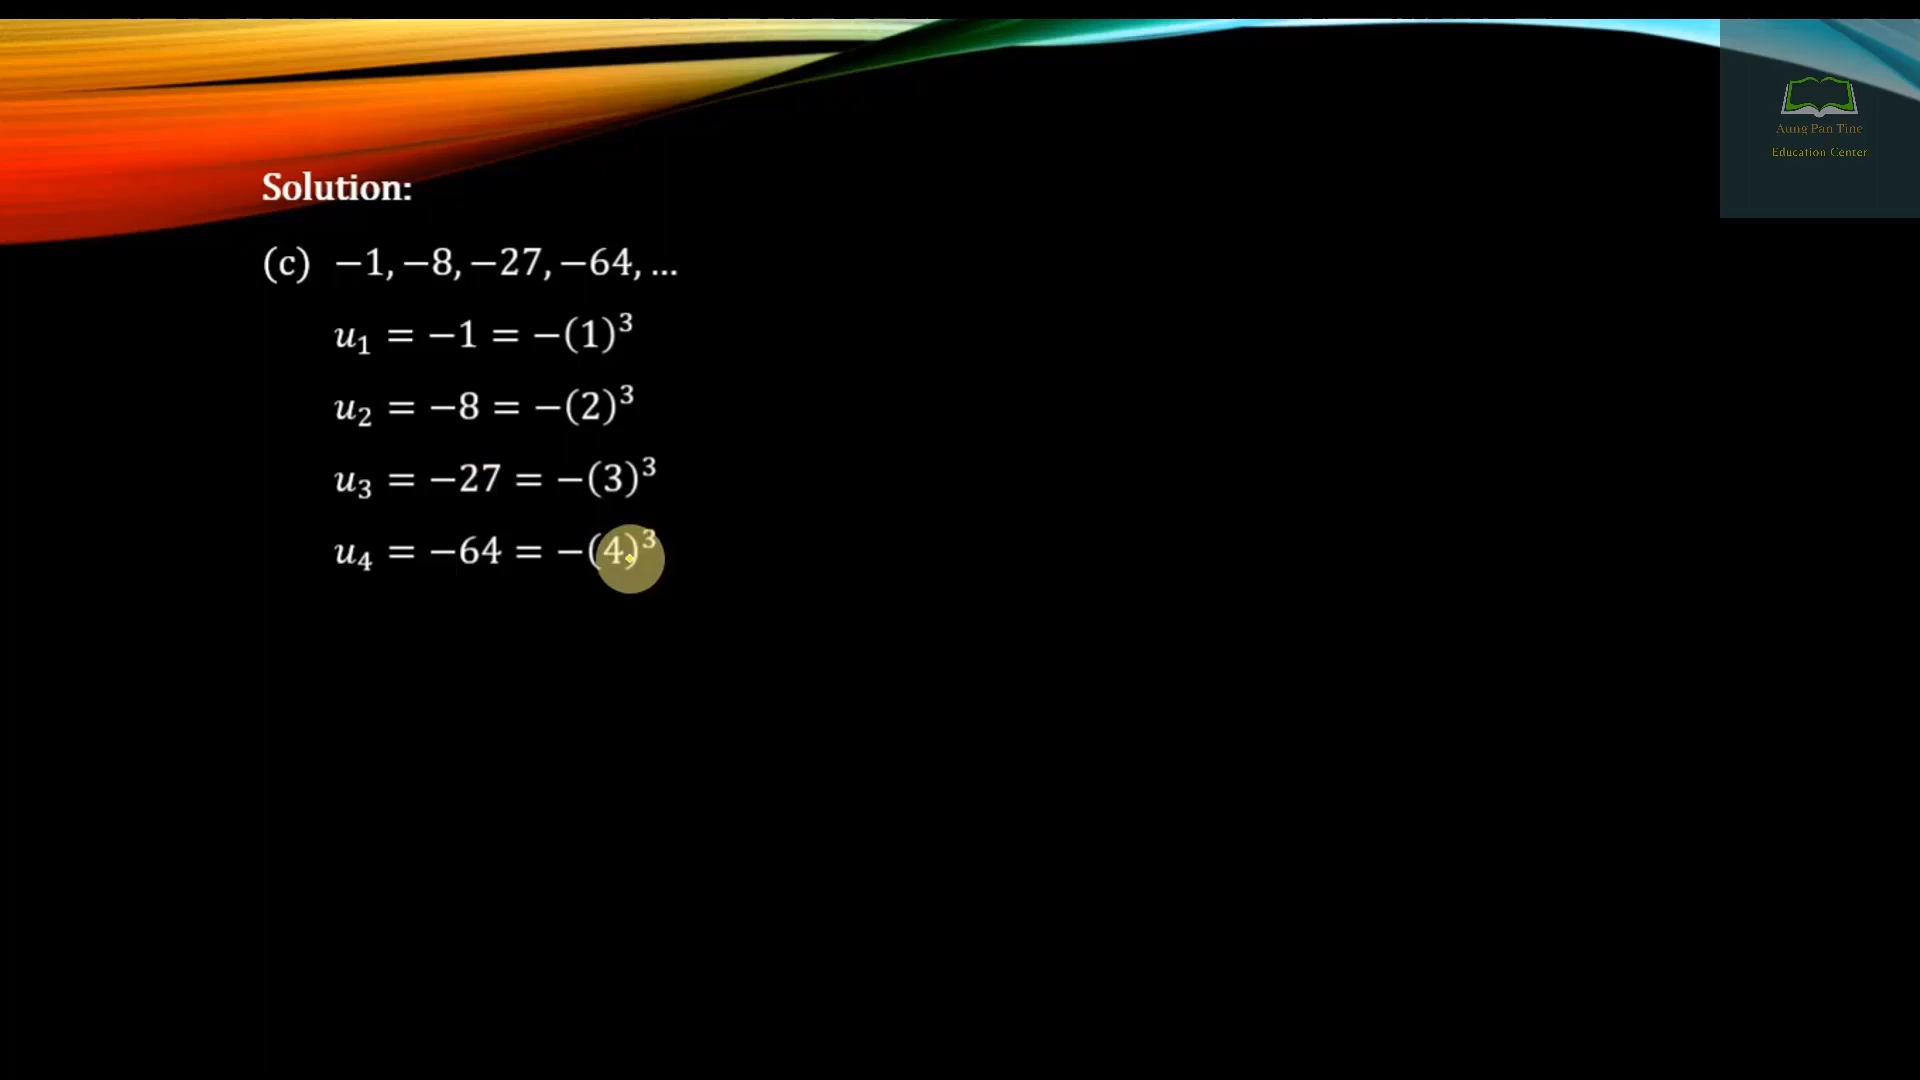 Aung Pan Tine
Education Center
Solution:
(c) −1, −8, −27, −64, ...
u₁ = −1 = −(1)³
u₂ = −8 = −(2)³
u₃ = −27 = −(3)³
u₄ = −64 = −(4)³